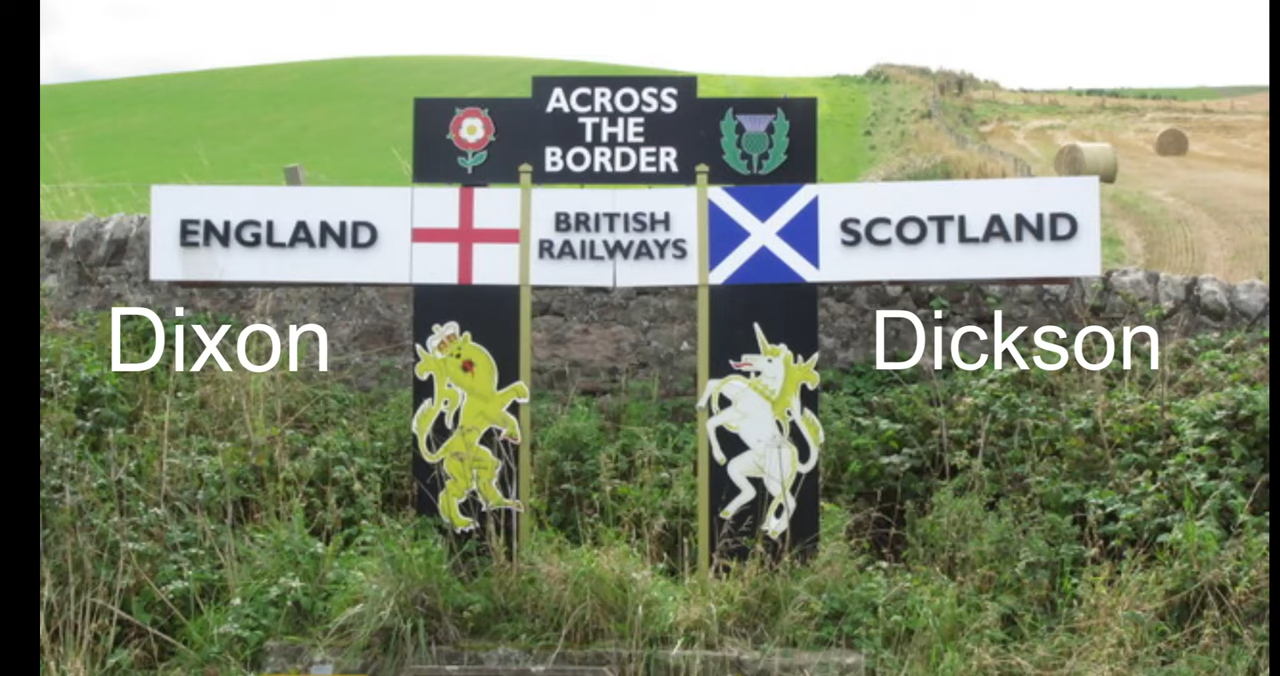 ACROSS
THE
BORDER
ENGLAND
BRITISH
RAILWAYS
SCOTLAND
Dixon
Dickson